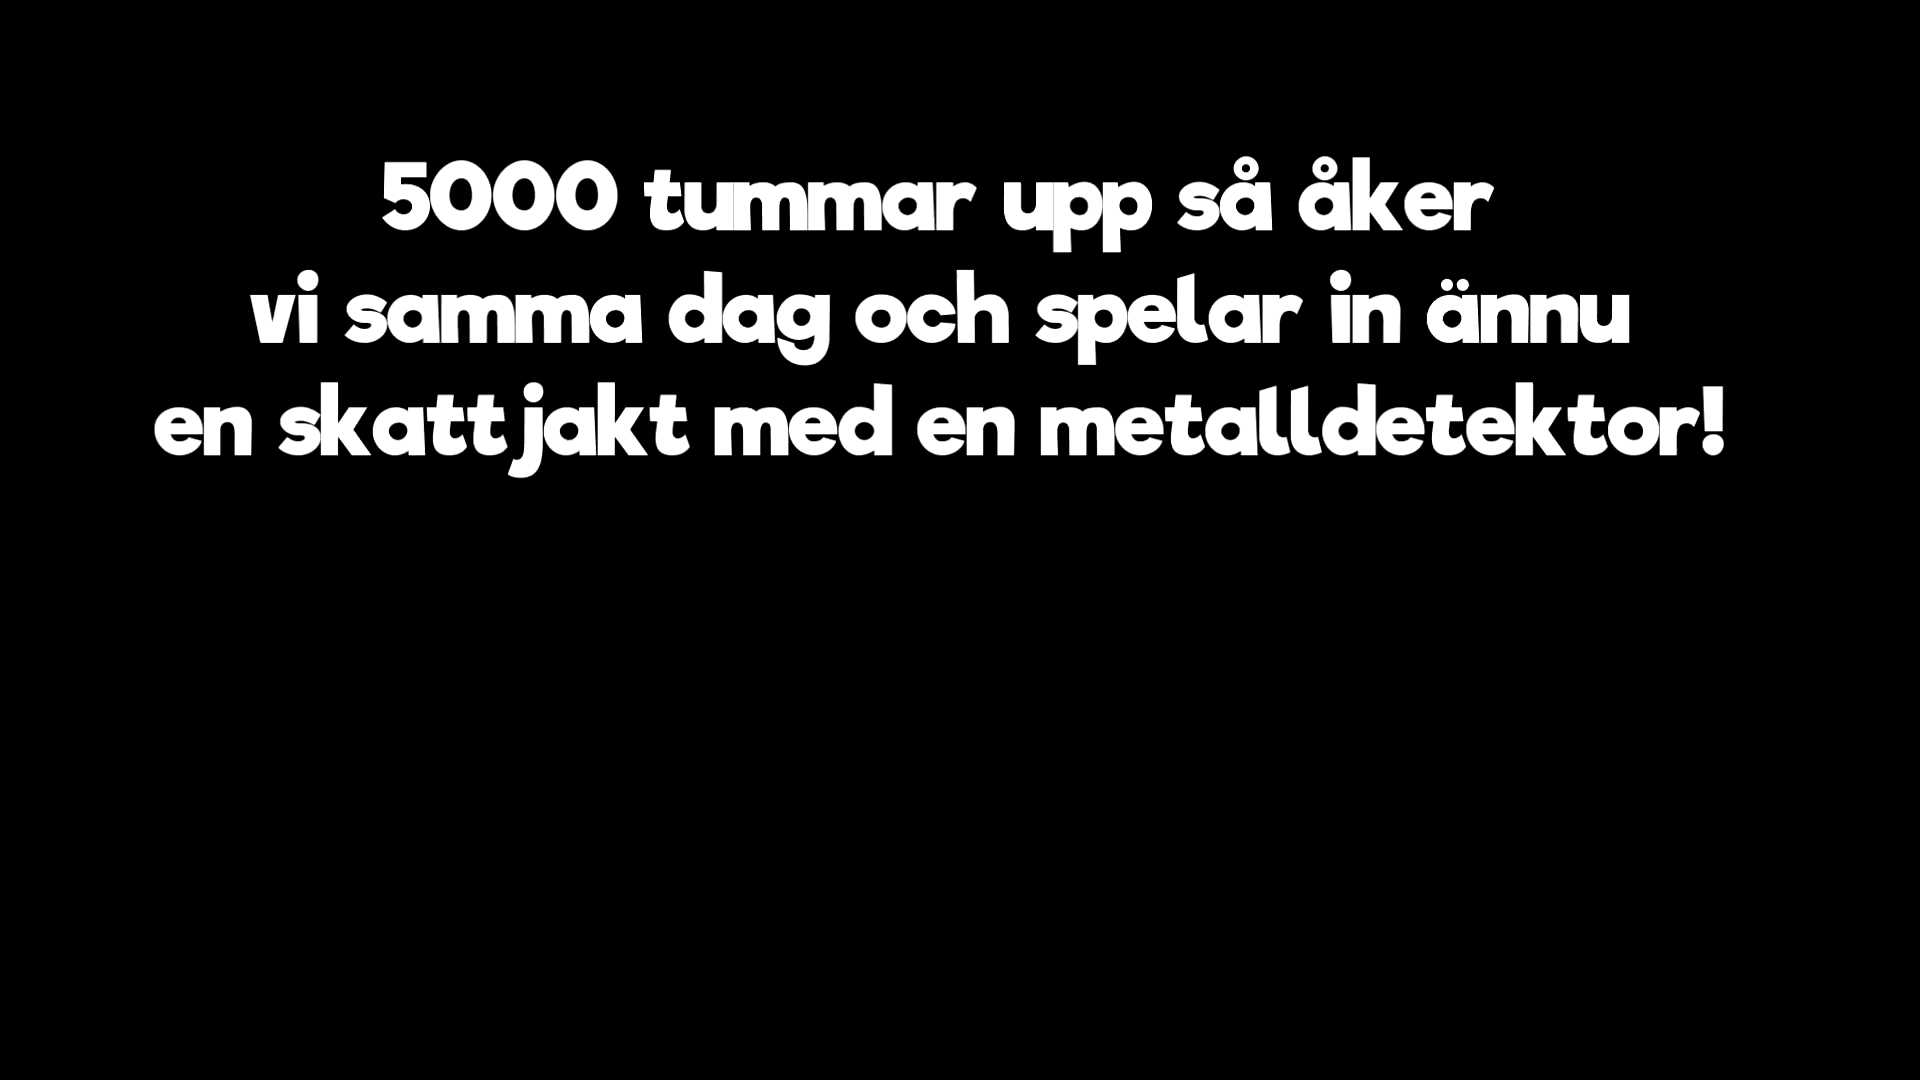 5000 tummar upp så åker
vi samma dag och spelar in ännu
en skattjakt med en metalldetektor!